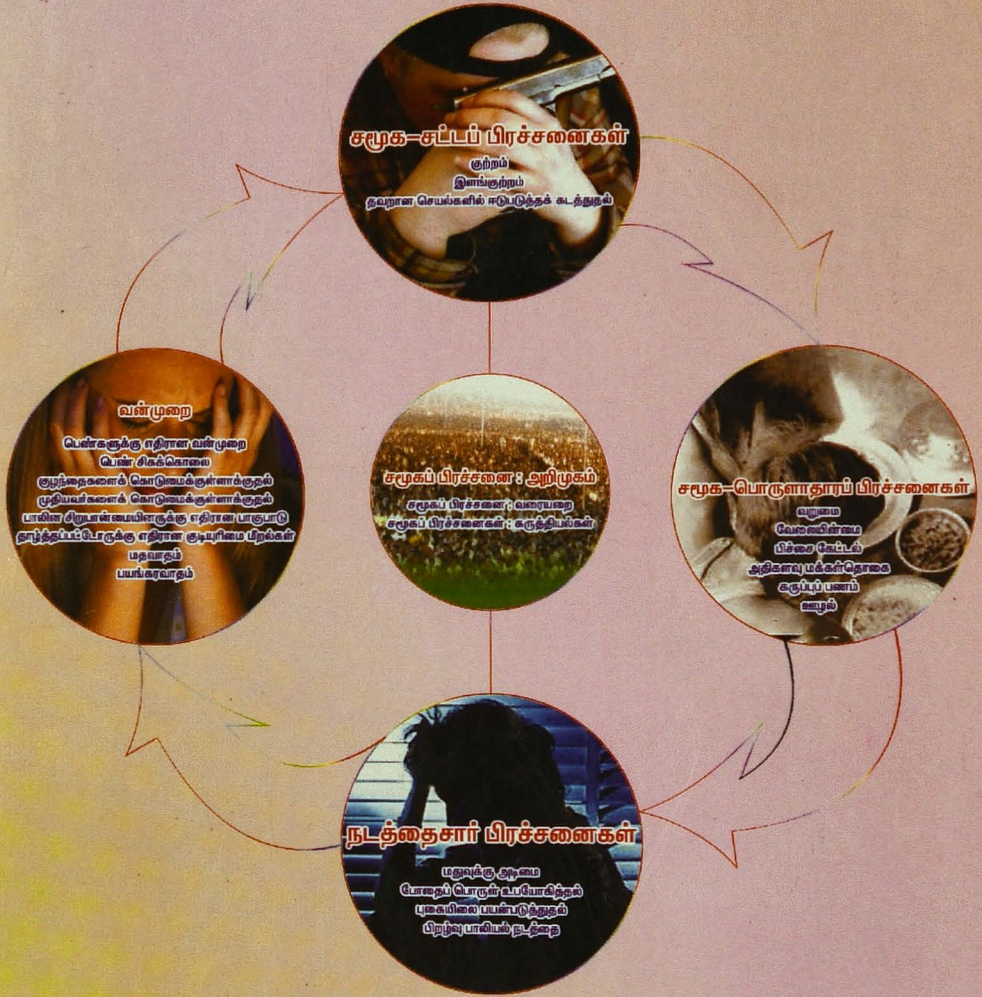 சமூக-சட்டப் பிரச்சனைகள்
குற்றம்
இளங்குற்றம்
தவறான செயல்களில் ஈடுபடுத்தக் கடத்துதல்
வன்முறை
பெண்களுக்கு எதிரான வன்முறை
பெண் சிசுக்கொலை
குழந்தைகளைக் கொடுமைக்குள்ளாக்குதல்
முதியவர்களைக் கொடுமைக்குள்ளாக்குதல்
பாலின சிறுபான்மையினருக்கு எதிரான பாகுபாடு
தாழ்த்தப்பட்டோருக்கு எதிரான குடியுரிமை மீறல்கள்
மதவாதம்
பயங்கரவாதம்
சமூகப் பிரச்சனை : அறிமுகம்
சமூகப் பிரச்சனை : வரையறை
சமூகப் பிரச்சனைகள் : கருத்தியல்கள்
சமூக-பொருளாதாரப் பிரச்சனைகள்
வறுமை
வேலையின்மை
பிச்சை கேட்டல்
அதிகளவு மக்கள்தொகை
கருப்புப் பணம்
ஊழல்
நடத்தைசார் பிரச்சனைகள்
மதுவுக்கு அடிமை
போதைப் பொருள் உபயோகித்தல்
புகையிலை பயன்படுத்துதல்
பிறழ்வு பாலியல் நடத்தை